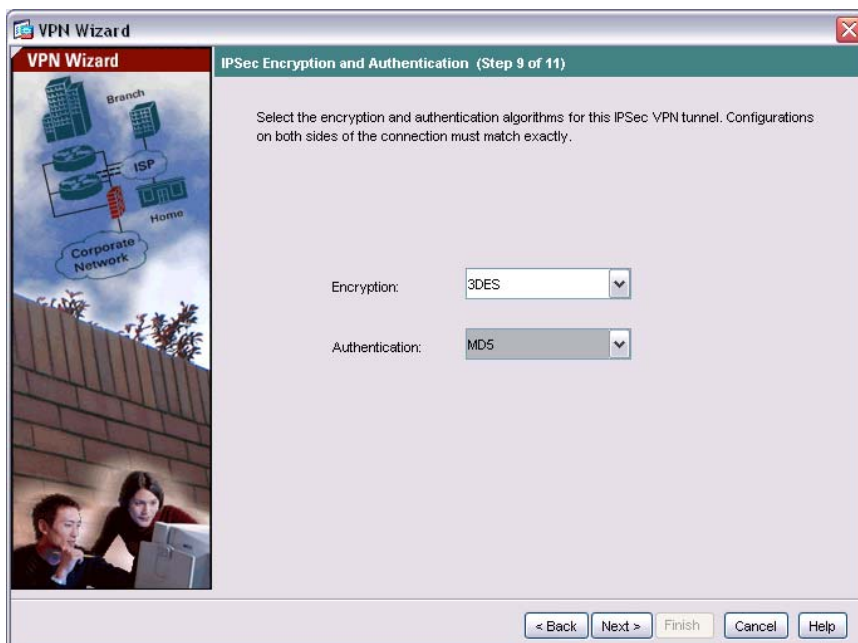 VPN Wizard
VPN Wizard
IPSec Encryption and Authentication (Step 9 of 11)
Branch
ISP
Home
Corporate
Network
Select the encryption and authentication algorithms for this IPSec VPN tunnel. Configurations
on both sides of the connection must match exactly.
Encryption: 3DES
Authentication: MD5
< Back Next > Finish Cancel Help